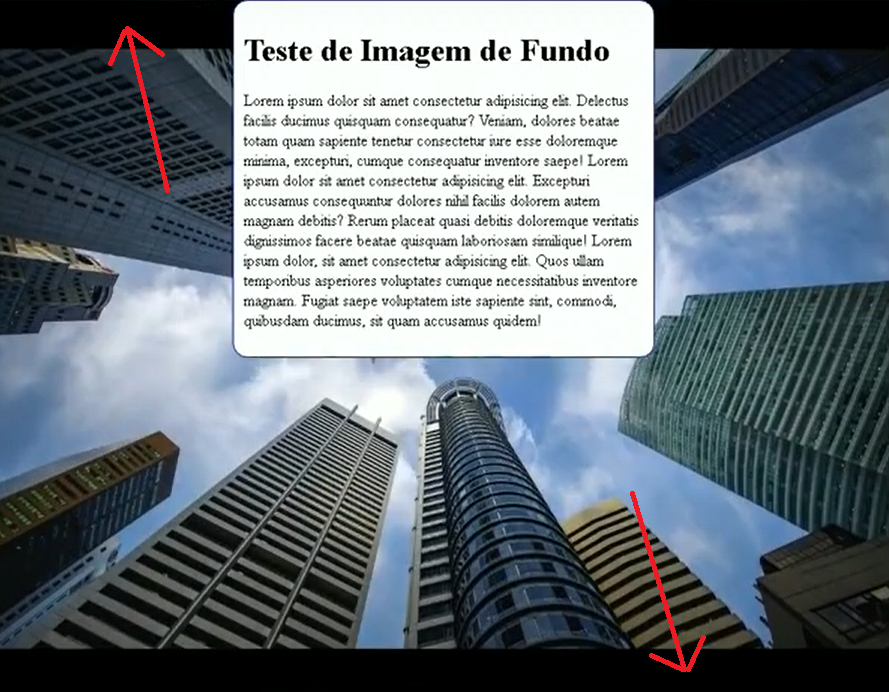 Teste de Imagem de Fundo
Lorem ipsum dolor sit amet consectetur adipisicing elit. Delectus
facilis ducimus quisquam consequatur? Veniam, dolores beatae
totam quam sapiente tenetur consectetur iure esse doloremque
minima, excepturi, cumque consequatur inventore saepe! Lorem
ipsum dolor sit amet consectetur adipisicing elit. Excepturi
accusamus consequuntur dolores nihil facilis dolorem autem
magnam debitis? Rerum placeat quasi debitis doloremque veritatis
dignissimos facere beatae quisquam laboriosam similique! Lorem
ipsum dolor, sit amet consectetur adipisicing elit. Quos ullam
temporibus asperiores voluptates cumque necessitatibus inventore
magnam. Fugiat saepe voluptatem iste sapiente sint, commodi,
quibusdam ducimus, sit quam accusamus quidem!